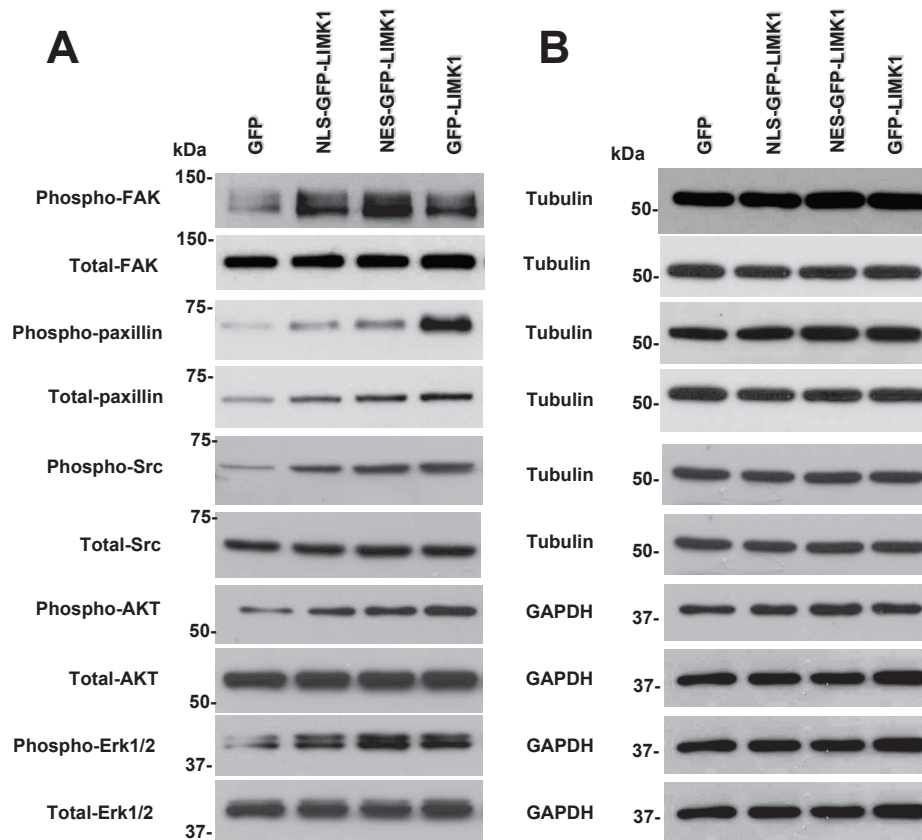 A
GFP
NLS-GFP-LIMK1
NES-GFP-LIMK1
GFP-LIMK1
kDa
150-
Phospho-FAK
150-
Total-FAK
75-
Phospho-paxillin
75-
Total-paxillin
75-
Phospho-Src
75-
Total-Src
Phospho-AKT
50-
Total-AKT
50-
Phospho-Erk1/2
37-
Total-Erk1/2
37-
B
GFP
NLS-GFP-LIMK1
NES-GFP-LIMK1
GFP-LIMK1
kDa
Tubulin
50-
Tubulin
50-
Tubulin
50-
Tubulin
50-
Tubulin
50-
Tubulin
50-
GAPDH
37-
GAPDH
37-
GAPDH
37-
GAPDH
37-